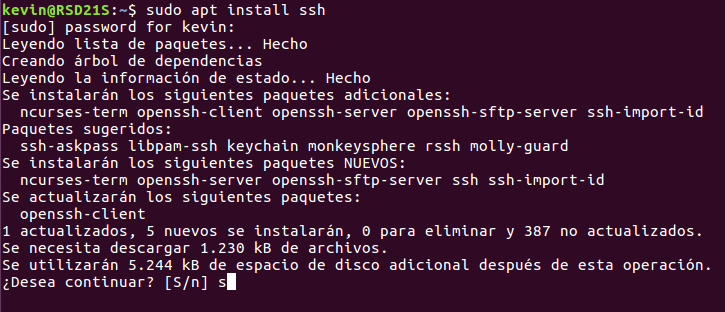 kevin@RSD21S:~$ sudo apt install ssh
[sudo] password for kevin:
Leyendo lista de paquetes... Hecho
Creando árbol de dependencias
Leyendo la información de estado... Hecho
Se instalarán los siguientes paquetes adicionales:
  ncurses-term openssh-client openssh-server openssh-sftp-server ssh-import-id
Paquetes sugeridos:
  ssh-askpass libpam-ssh keychain monkeysphere rssh molly-guard
Se instalarán los siguientes paquetes NUEVOS:
  ncurses-term openssh-server openssh-sftp-server ssh ssh-import-id
Se actualizarán los siguientes paquetes:
  openssh-client
1 actualizados, 5 nuevos se instalarán, 0 para eliminar y 387 no actualizados.
Se necesita descargar 1.230 kB de archivos.
Se utilizarán 5.244 kB de espacio de disco adicional después de esta operación.
¿Desea continuar? [S/n] s